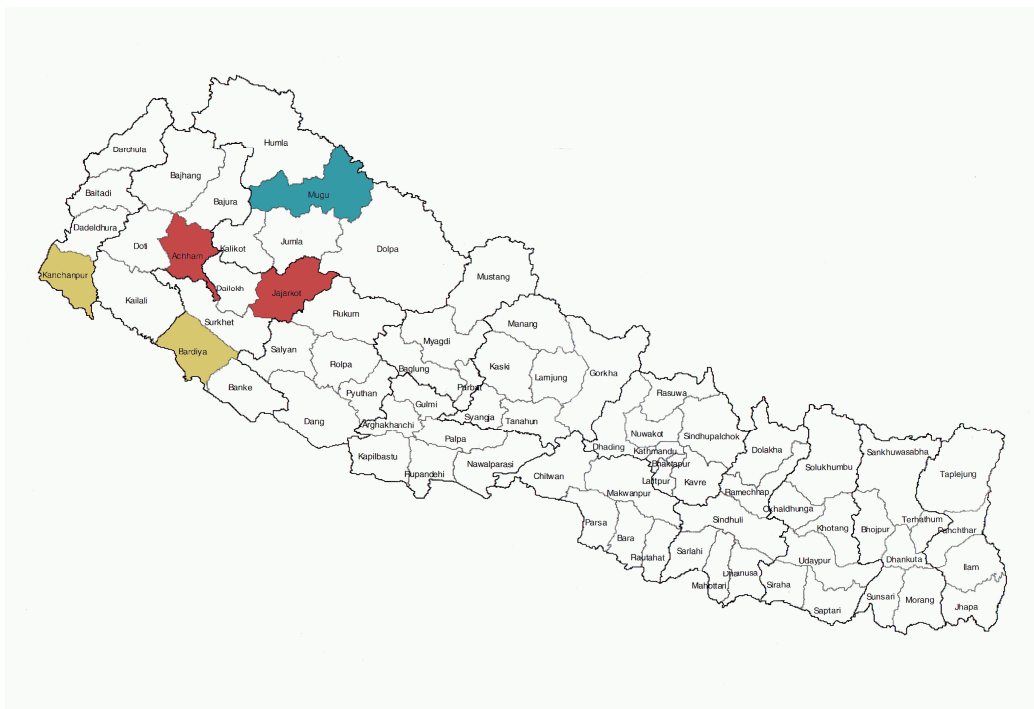 Humla
Darchula
Bajhang
Mugu
Baitadi
Bajura
Dadeldhura
Doti
Kalikot
Jumla
Dolpa
Achham
Kanchanpur
Mustang
Dailekh
Jajarkot
Kailali
Rukum
Surkhet
Manang
Myagdi
Bardiya
Salyan
Rolpa
Baglung
Kaski
Lamjung
Gorkha
Banke
Pyuthan
Parbat
Rasuwa
Gulmi
Syangja
Tanahun
Dang
Arghakhanchi
Palpa
Nuwakot
Sindhupalchok
Dhading
Kathmandu
Dolakha
Sankhuwasabha
Kapilbastu
Rupandehi
Nawalparasi
Bhaktapur
Solukhumbu
Chitwan
Lalitpur
Kavre
Taplejung
Makwanpur
Ramechhap
Okhaldhunga
Parsa
Sindhuli
Khotang
Bhojpur
Terhathum
Panchthar
Bara
Rautahat
Sarlahi
Udaypur
Dhankuta
Ilam
Mahottari
Dhanusa
Siraha
Saptari
Sunsari
Morang
Jhapa